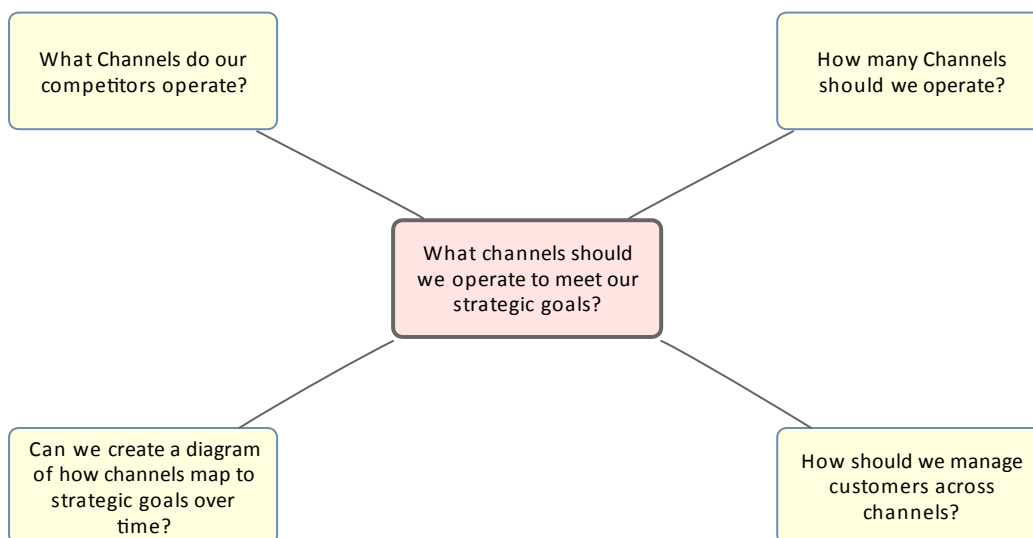 What Channels do our
competitors operate?
How many Channels
should we operate?
What channels should
we operate to meet our
strategic goals?
Can we create a diagram
of how channels map to
strategic goals over
time?
How should we manage
customers across
channels?